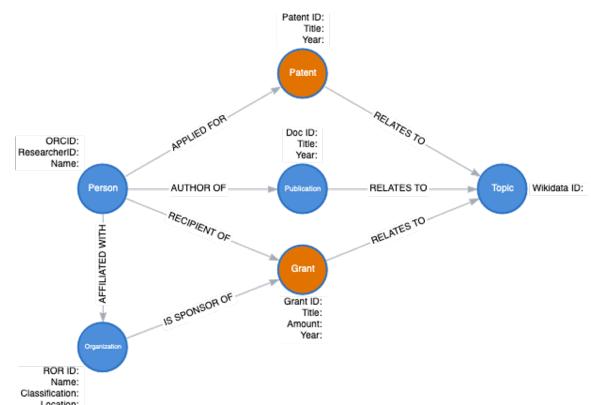 Patent ID:
Title:
Year:
Patent
APPLIED FOR
RELATES TO
ORCID:
ResearcherID:
Name:
Doc ID:
Title:
Year:
Person
AUTHOR OF
Publication
RELATES TO
Topic
Wikidata ID:
RECIPIENT OF
RELATES TO
AFFILIATED WITH
Grant
IS SPONSOR OF
Grant ID:
Title:
Amount:
Year:
Organization
ROR ID:
Name:
Classification:
Location: